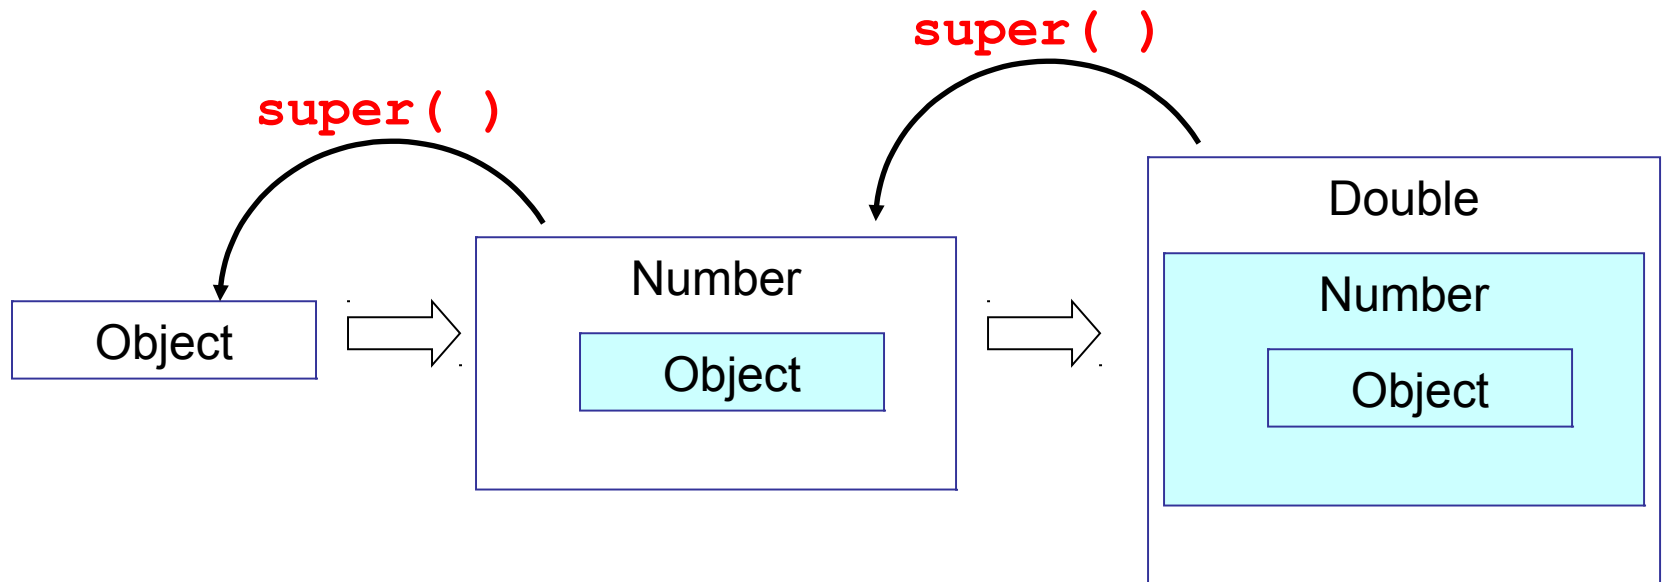 super( )
super( )
Object
Number
Object
Double
Number
Object